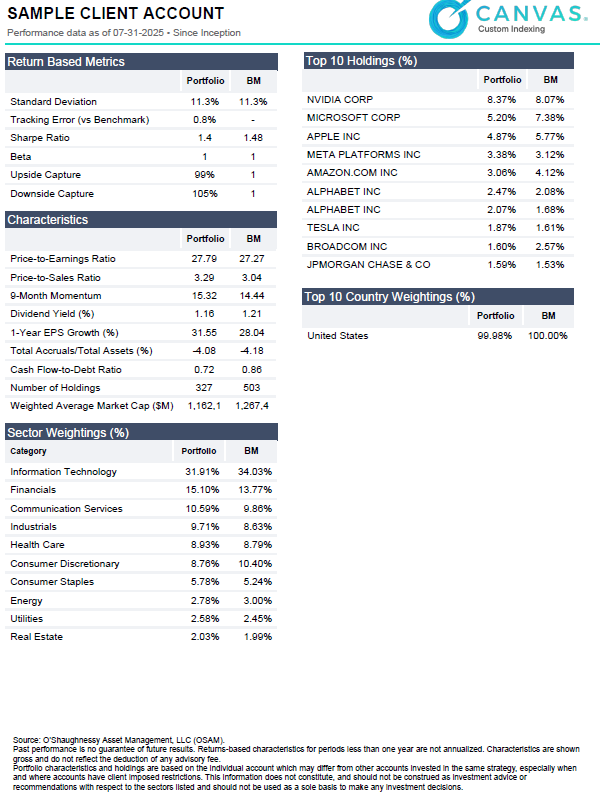 SAMPLE CLIENT ACCOUNT
Performance data as of 07-31-2025 • Since Inception
CANVAS®
Custom Indexing
Return Based Metrics
Portfolio BM
Standard Deviation 11.3% 11.3%
Tracking Error (vs Benchmark) 0.8% -
Sharpe Ratio 1.4 1.48
Beta 1 1
Upside Capture 99% 1
Downside Capture 105% 1
Characteristics
Portfolio BM
Price-to-Earnings Ratio 27.79 27.27
Price-to-Sales Ratio 3.29 3.04
9-Month Momentum 15.32 14.44
Dividend Yield (%) 1.16 1.21
1-Year EPS Growth (%) 31.55 28.04
Total Accruals/Total Assets (%) -4.08 -4.18
Cash Flow-to-Debt Ratio 0.72 0.86
Number of Holdings 327 503
Weighted Average Market Cap ($M) 1,162,1 1,267,4
Sector Weightings (%)
Category Portfolio BM
Information Technology 31.91% 34.03%
Financials 15.10% 13.77%
Communication Services 10.59% 9.86%
Industrials 9.71% 8.63%
Health Care 8.93% 8.79%
Consumer Discretionary 8.76% 10.40%
Consumer Staples 5.78% 5.24%
Energy 2.78% 3.00%
Utilities 2.58% 2.45%
Real Estate 2.03% 1.99%
Top 10 Holdings (%)
Portfolio BM
NVIDIA CORP 8.37% 8.07%
MICROSOFT CORP 5.20% 7.38%
APPLE INC 4.87% 5.77%
META PLATFORMS INC 3.38% 3.12%
AMAZON.COM INC 3.06% 4.12%
ALPHABET INC 2.47% 2.08%
ALPHABET INC 2.07% 1.68%
TESLA INC 1.87% 1.61%
BROADCOM INC 1.60% 2.57%
JPMORGAN CHASE & CO 1.59% 1.53%
Top 10 Country Weightings (%)
Portfolio BM
United States 99.98% 100.00%
Source: O'Shaughnessy Asset Management, LLC (OSAM).
Past performance is no guarantee of future results. Returns-based characteristics for periods less than one year are not annualized. Characteristics are shown
gross and do not reflect the deduction of any advisory fee.
Portfolio characteristics and holdings are based on the individual account which may differ from other accounts invested in the same strategy, especially when
and where accounts have client imposed restrictions. This information does not constitute, and should not be construed as investment advice or
recommendations with respect to the sectors listed and should not be used as a sole basis to make any investment decisions.